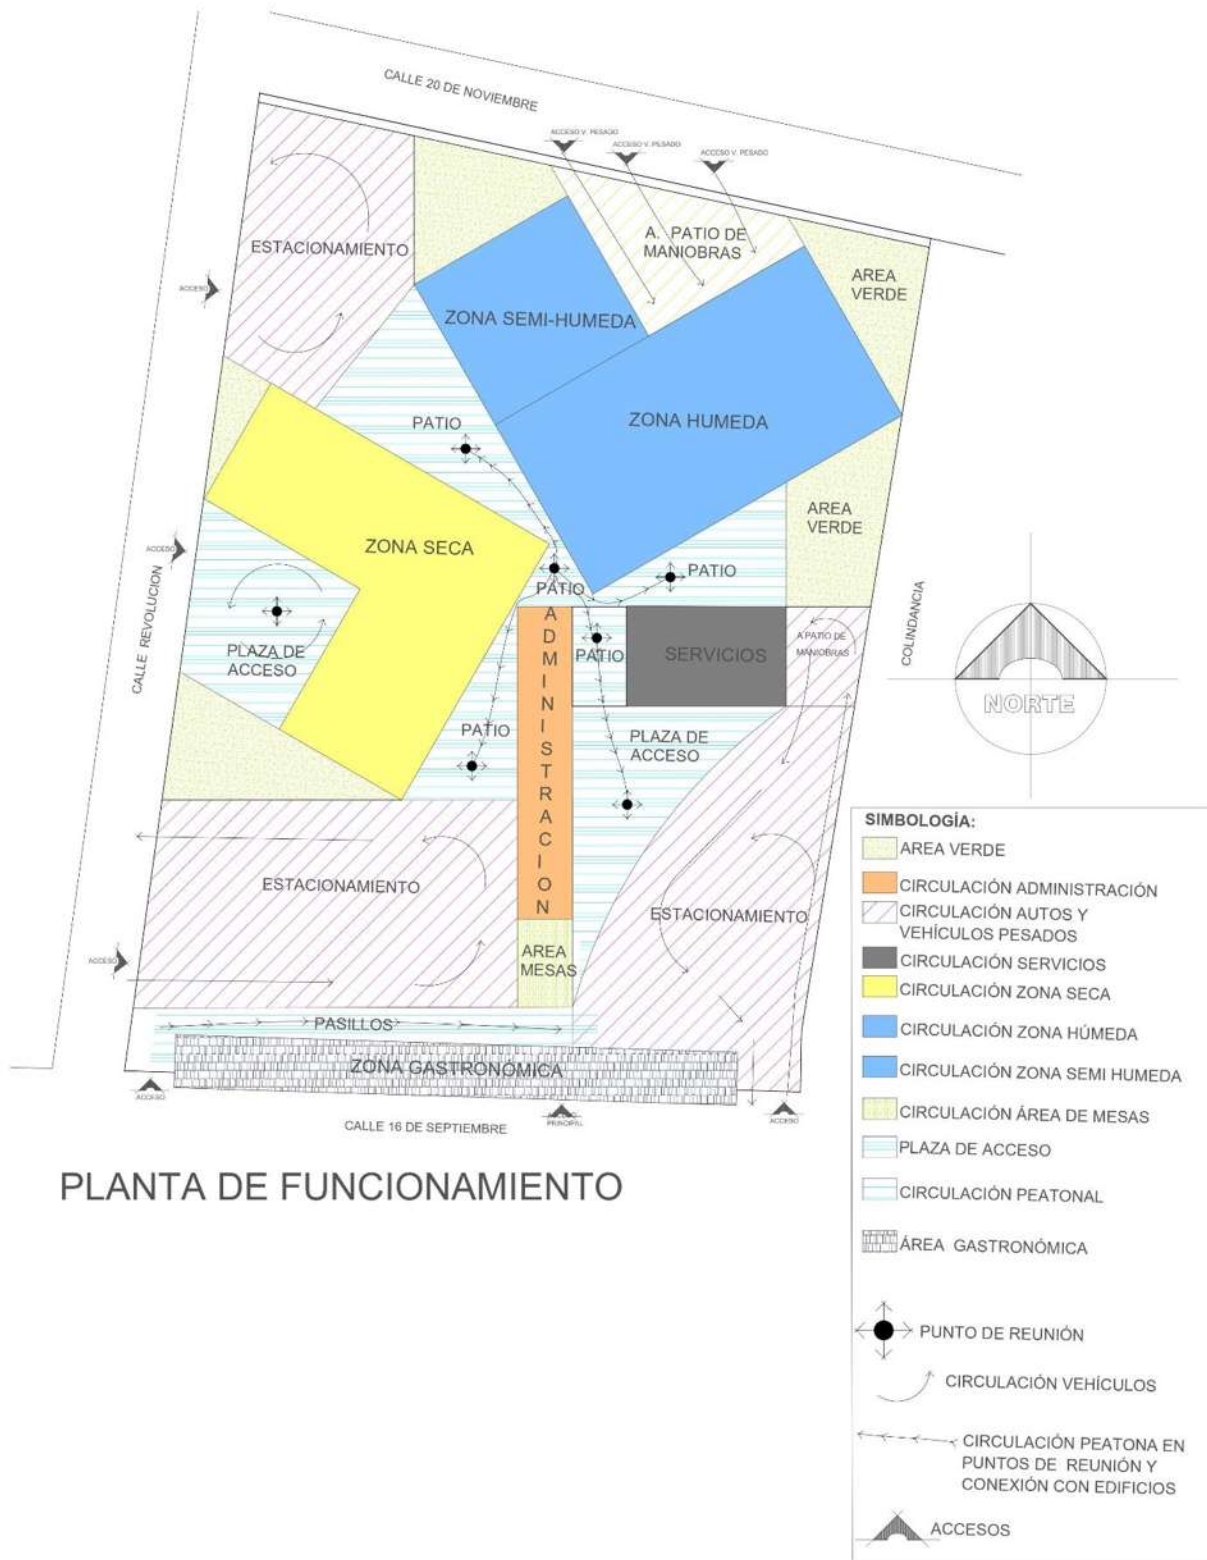 CALLE 20 DE NOVIEMBRE
ACCESO V. PESADO
ACCESO V. PESADO
ACCESO V. PESADO
ESTACIONAMIENTO
A. PATIO DE
MANIOBRAS
AREA
VERDE
ACCESO
ZONA SEMI-HUMEDA
ZONA HUMEDA
PATIO
AREA
VERDE
ZONA SECA
ACCESO
PATIO
PATIO
CALLE REVOLUCION
PLAZA DE
ACCESO
ADMINISTRACION
PATIO
SERVICIOS
A PATIO DE
MANIOBRAS
COLINDANCIA
NORTE
PATIO
PLAZA DE
ACCESO
ESTACIONAMIENTO
ESTACIONAMIENTO
AREA
MESAS
ACCESO
PASILLOS
ZONA GASTRONÓMICA
ACCESO
PRINCIPAL
ACCESO
CALLE 16 DE SEPTIEMBRE
PLANTA DE FUNCIONAMIENTO
SIMBOLOGÍA:
AREA VERDE
CIRCULACIÓN ADMINISTRACIÓN
CIRCULACIÓN AUTOS Y
VEHÍCULOS PESADOS
CIRCULACIÓN SERVICIOS
CIRCULACIÓN ZONA SECA
CIRCULACIÓN ZONA HÚMEDA
CIRCULACIÓN ZONA SEMI HUMEDA
CIRCULACIÓN ÁREA DE MESAS
PLAZA DE ACCESO
CIRCULACIÓN PEATONAL
ÁREA GASTRONÓMICA
PUNTO DE REUNIÓN
CIRCULACIÓN VEHÍCULOS
CIRCULACIÓN PEATONA EN
PUNTOS DE REUNIÓN Y
CONEXIÓN CON EDIFICIOS
ACCESOS